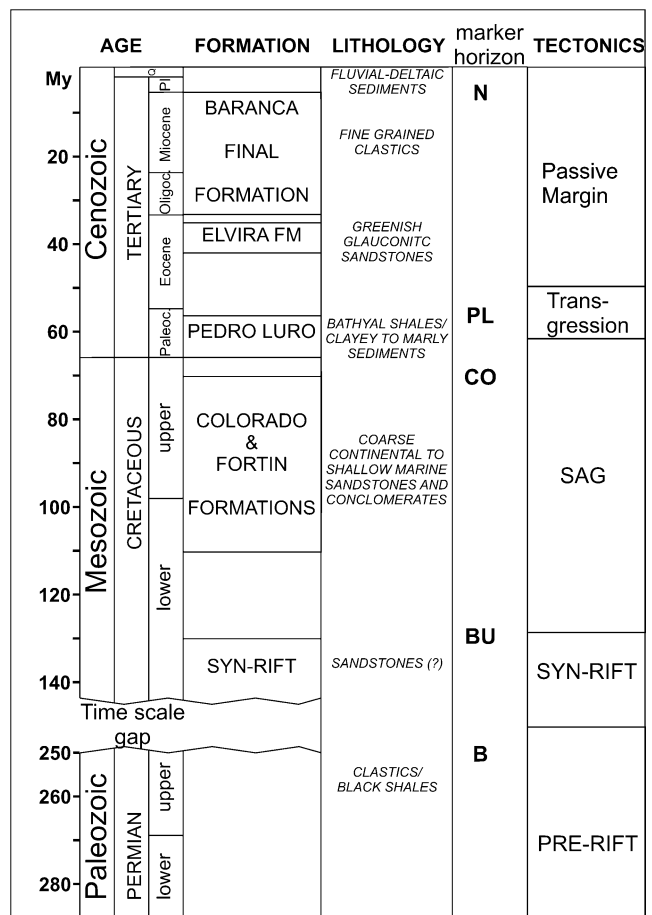 AGE
FORMATION
LITHOLOGY
marker
horizon
TECTONICS
My
20
40
60
80
100
120
140
Time scale
gap
250
260
280
Cenozoic
Mesozoic
Paleozoic
TERTIARY
CRETACEOUS
PERMIAN
Q
Pl
Miocene
Oligoc.
Eocene
Paleoc.
upper
lower
upper
lower
BARANCA
FINAL
FORMATION
ELVIRA FM
PEDRO LURO
COLORADO
&
FORTIN
FORMATIONS
SYN-RIFT
FLUVIAL-DELTAIC
SEDIMENTS
FINE GRAINED
CLASTICS
GREENISH
GLAUCONITC
SANDSTONES
BATHYAL SHALES/
CLAYEY TO MARLY
SEDIMENTS
COARSE
CONTINENTAL TO
SHALLOW MARINE
SANDSTONES AND
CONCLOMERATES
SANDSTONES (?)
CLASTICS/
BLACK SHALES
N
PL
CO
BU
B
Passive
Margin
Trans-
gression
SAG
SYN-RIFT
PRE-RIFT